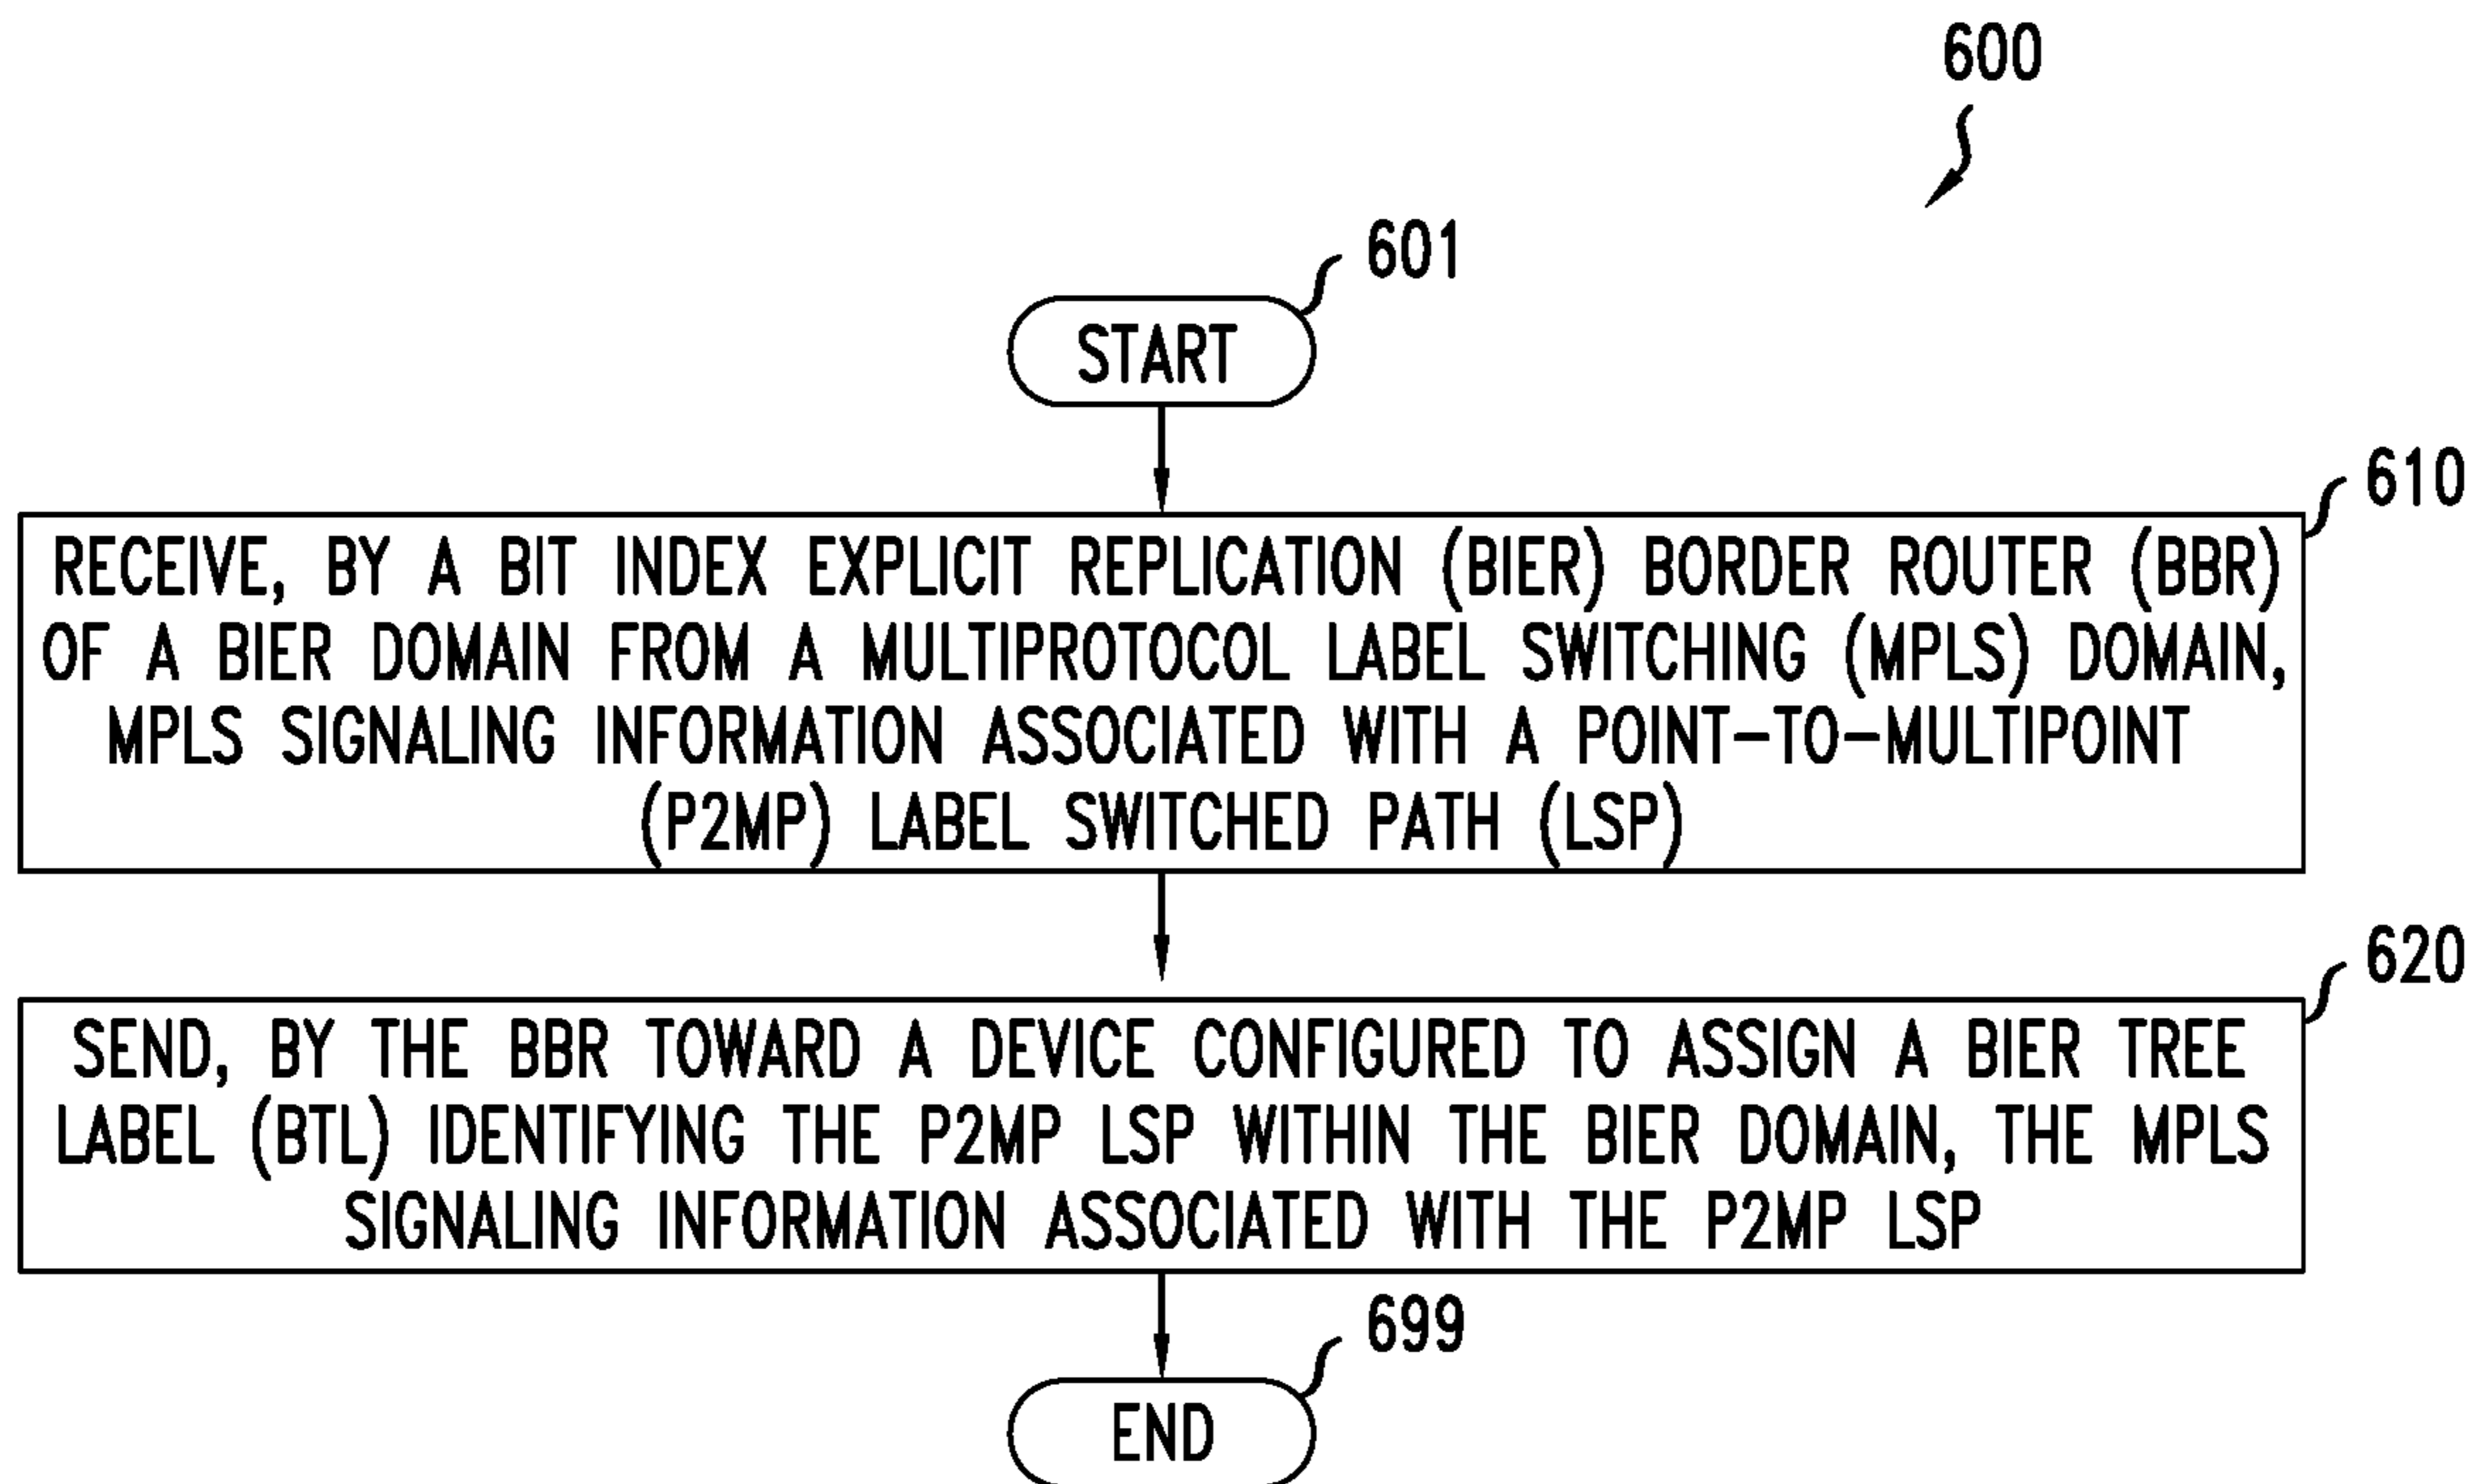 600
601
START
610
RECEIVE, BY A BIT INDEX EXPLICIT REPLICATION (BIER) BORDER ROUTER (BBR)
OF A BIER DOMAIN FROM A MULTIPROTOCOL LABEL SWITCHING (MPLS) DOMAIN,
MPLS SIGNALING INFORMATION ASSOCIATED WITH A POINT-TO-MULTIPOINT
(P2MP) LABEL SWITCHED PATH (LSP)
620
SEND, BY THE BBR TOWARD A DEVICE CONFIGURED TO ASSIGN A BIER TREE
LABEL (BTL) IDENTIFYING THE P2MP LSP WITHIN THE BIER DOMAIN, THE MPLS
SIGNALING INFORMATION ASSOCIATED WITH THE P2MP LSP
699
END